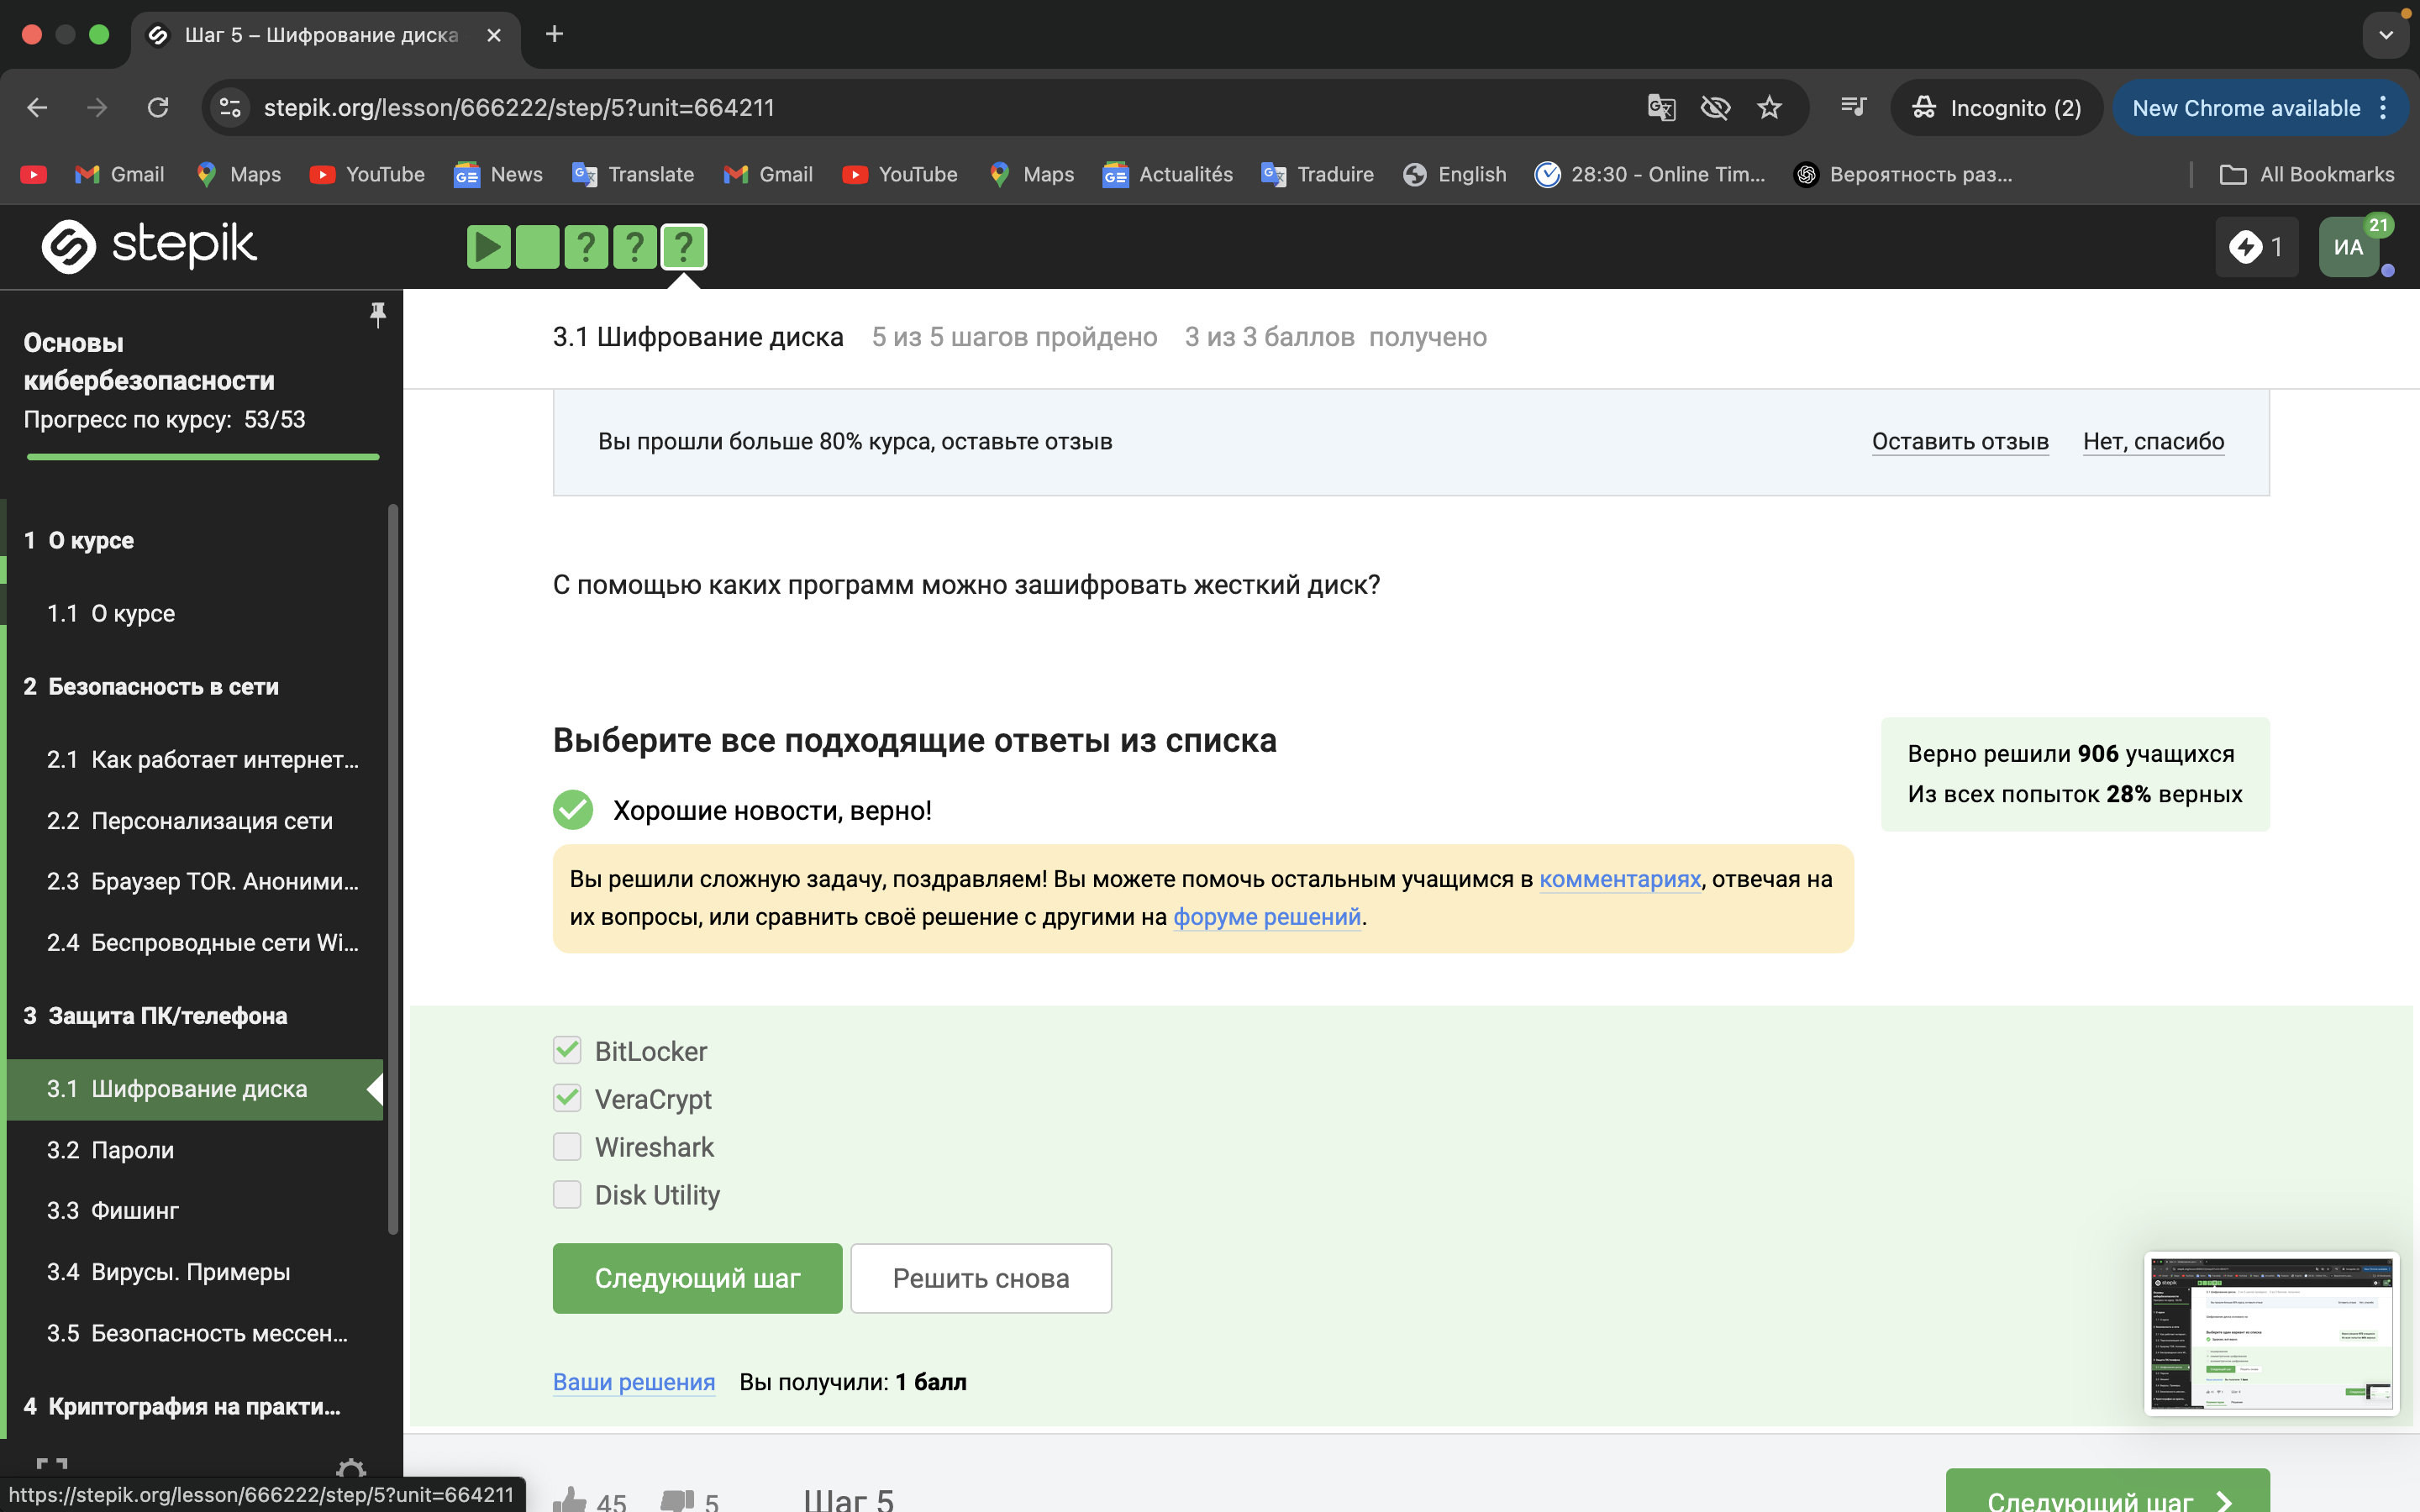 Шаг 5 – Шифрование диска
stepik.org/lesson/666222/step/5?unit=664211
Incognito (2)
New Chrome available
Gmail
Maps
YouTube
News
Translate
Gmail
YouTube
Maps
Actualités
Traduire
English
28:30 - Online Tim...
Вероятность раз...
All Bookmarks
stepik
?
?
?
1
ИА
21
Основы
кибербезопасности
Прогресс по курсу: 53/53
1 О курсе
1.1 О курсе
2 Безопасность в сети
2.1 Как работает интернет...
2.2 Персонализация сети
2.3 Браузер TOR. Аноними...
2.4 Беспроводные сети Wi...
3 Защита ПК/телефона
3.1 Шифрование диска
3.2 Пароли
3.3 Фишинг
3.4 Вирусы. Примеры
3.5 Безопасность мессен...
4 Криптография на практи...
https://stepik.org/lesson/666222/step/5?unit=664211
3.1 Шифрование диска 5 из 5 шагов пройдено 3 из 3 баллов получено
Вы прошли больше 80% курса, оставьте отзыв
Оставить отзыв
Нет, спасибо
С помощью каких программ можно зашифровать жесткий диск?
Выберите все подходящие ответы из списка
Верно решили 906 учащихся
Из всех попыток 28% верных
Хорошие новости, верно!
Вы решили сложную задачу, поздравляем! Вы можете помочь остальным учащимся в комментариях, отвечая на
их вопросы, или сравнить своё решение с другими на форуме решений.
BitLocker
VeraCrypt
Wireshark
Disk Utility
Следующий шаг
Решить снова
Ваши решения Вы получили: 1 балл
45
5
Шаг 5
Следующий шаг